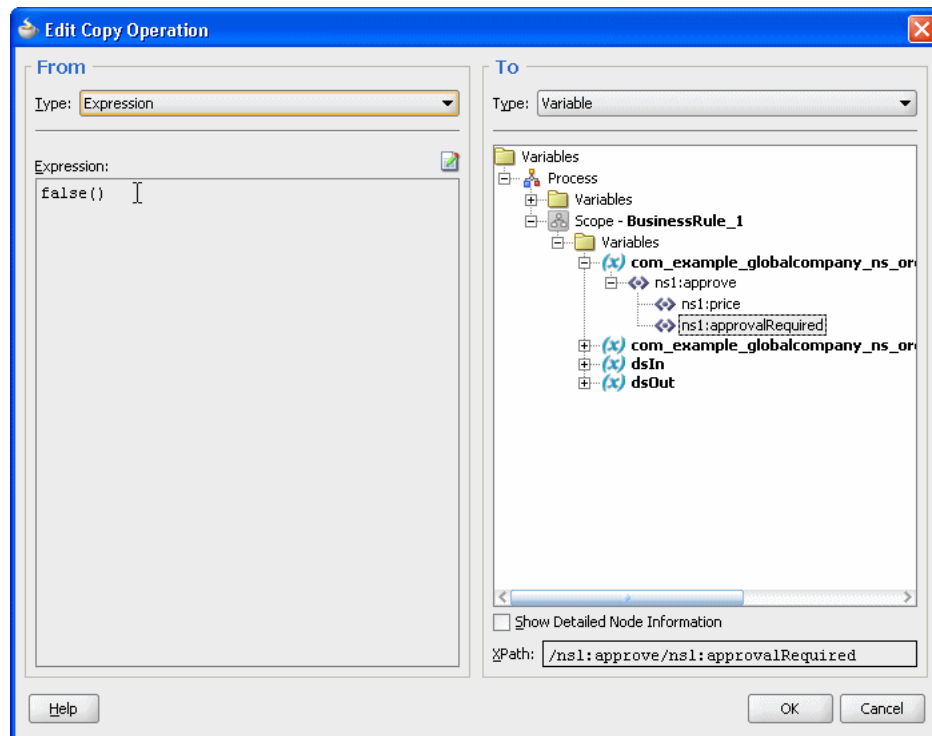 Edit Copy Operation
From
Type: Expression
Expression:
false()
To
Type: Variable
Variables
Process
Variables
Scope - BusinessRule_1
Variables
(x) com_example_globalcompany_ns_or
ns1:approve
ns1:price
ns1:approvalRequired
(x) com_example_globalcompany_ns_or
(x) dsIn
(x) dsOut
Show Detailed Node Information
XPath: /ns1:approve/ns1:approvalRequired
Help
OK
Cancel